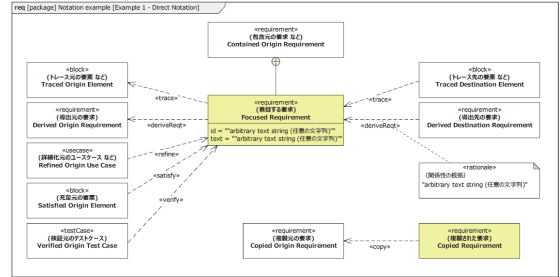 req [package] Notation example [Example 1 - Direct Notation]
«requirement»
(包含元の要求 など)
Contained Origin Requirement
«block»
(トレース元の要素 など)
Traced Origin Element
«trace»
«requirement»
(着目する要求)
Focused Requirement
id = ""arbitrary text string (任意の文字列)""
text = ""arbitrary text string (任意の文字列)""
«trace»
«block»
(トレース先の要素 など)
Traced Destination Element
«requirement»
(導出元の要求)
Derived Origin Requirement
«deriveReqt»
«deriveReqt»
«requirement»
(導出先の要求)
Derived Destination Requirement
«usecase»
(詳細化元のユースケース など)
Refined Origin Use Case
«refine»
«rationale»
(関係性の根拠)
"arbitrary text string (任意の文字列)"
«block»
(充足元の要素)
Satisfied Origin Element
«satisfy»
«verify»
«testCase»
(検証元のテストケース)
Verified Origin Test Case
«requirement»
(複製元の要求)
Copied Origin Requirement
«copy»
«requirement»
(複製された要求)
Copied Requirement